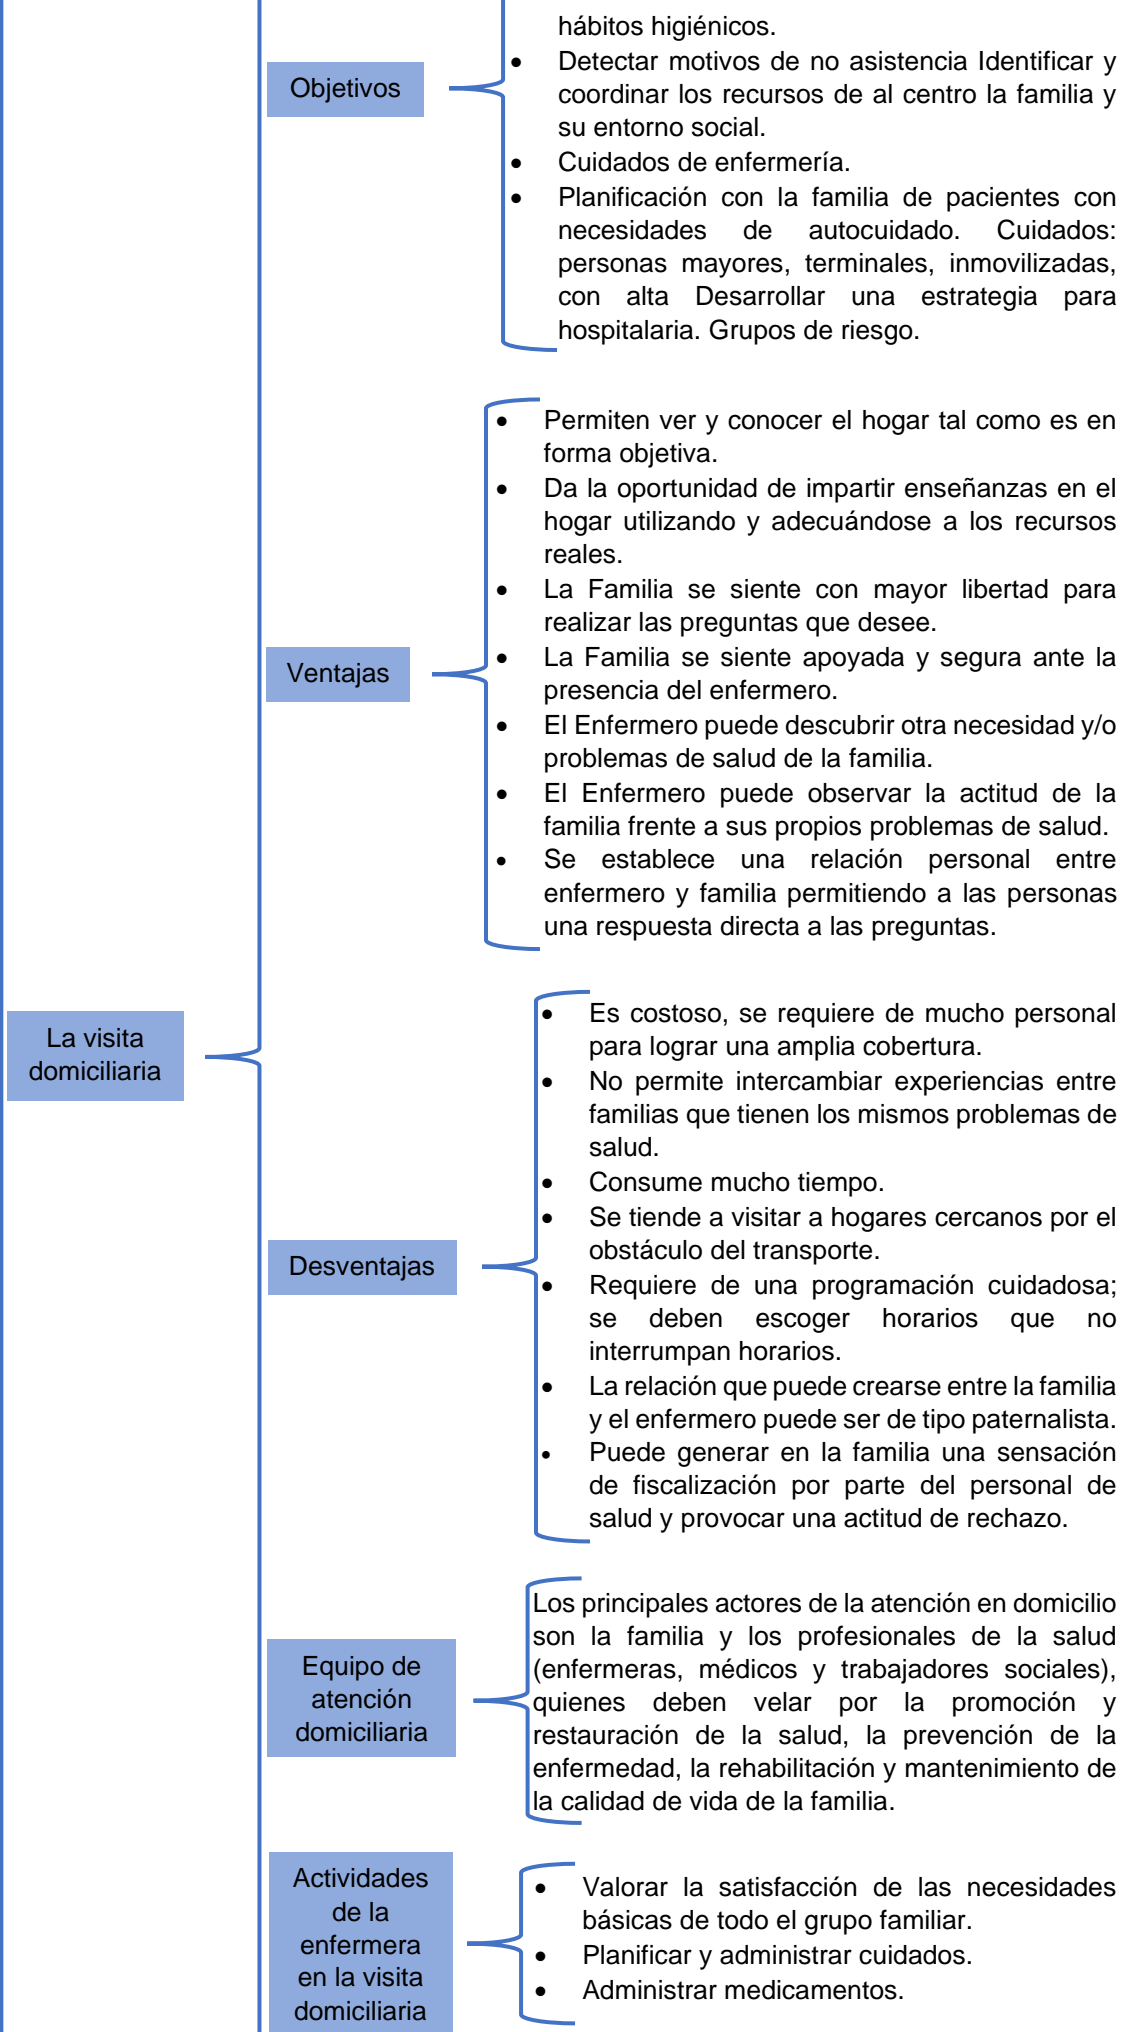 hábitos higiénicos.
Objetivos
• Detectar motivos de no asistencia Identificar y
coordinar los recursos de al centro la familia y
su entorno social.
• Cuidados de enfermería.
• Planificación con la familia de pacientes con
necesidades de autocuidado. Cuidados:
personas mayores, terminales, inmovilizadas,
con alta Desarrollar una estrategia para
hospitalaria. Grupos de riesgo.
Ventajas
• Permiten ver y conocer el hogar tal como es en
forma objetiva.
• Da la oportunidad de impartir enseñanzas en el
hogar utilizando y adecuándose a los recursos
reales.
• La Familia se siente con mayor libertad para
realizar las preguntas que desee.
• La Familia se siente apoyada y segura ante la
presencia del enfermero.
• El Enfermero puede descubrir otra necesidad y/o
problemas de salud de la familia.
• El Enfermero puede observar la actitud de la
familia frente a sus propios problemas de salud.
• Se establece una relación personal entre
enfermero y familia permitiendo a las personas
una respuesta directa a las preguntas.
La visita
domiciliaria
Desventajas
• Es costoso, se requiere de mucho personal
para lograr una amplia cobertura.
• No permite intercambiar experiencias entre
familias que tienen los mismos problemas de
salud.
• Consume mucho tiempo.
• Se tiende a visitar a hogares cercanos por el
obstáculo del transporte.
• Requiere de una programación cuidadosa;
se deben escoger horarios que no
interrumpan horarios.
• La relación que puede crearse entre la familia
y el enfermero puede ser de tipo paternalista.
• Puede generar en la familia una sensación
de fiscalización por parte del personal de
salud y provocar una actitud de rechazo.
Equipo de
atención
domiciliaria
Los principales actores de la atención en domicilio
son la familia y los profesionales de la salud
(enfermeras, médicos y trabajadores sociales),
quienes deben velar por la promoción y
restauración de la salud, la prevención de la
enfermedad, la rehabilitación y mantenimiento de
la calidad de vida de la familia.
Actividades
de la
enfermera
en la visita
domiciliaria
• Valorar la satisfacción de las necesidades
básicas de todo el grupo familiar.
• Planificar y administrar cuidados.
• Administrar medicamentos.